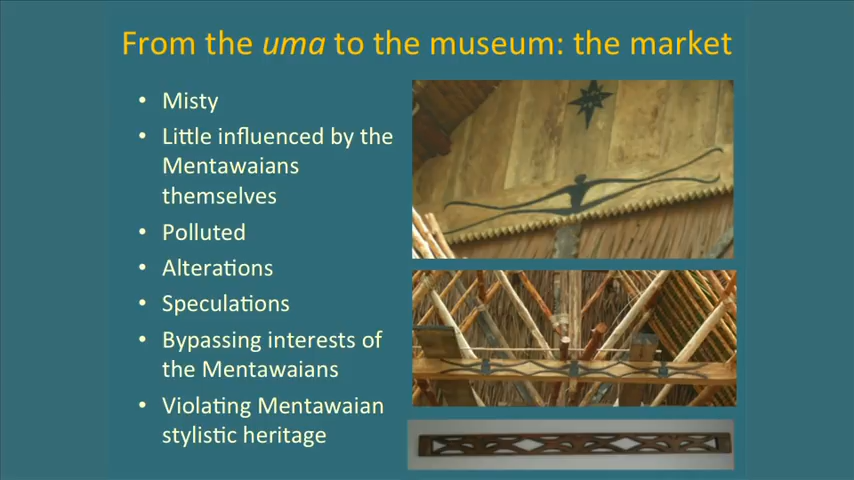 From the uma to the museum: the market
• Misty
• Little influenced by the
Mentawaians
themselves
• Polluted
• Alterations
• Speculations
• Bypassing interests of
the Mentawaians
• Violating Mentawaian
stylistic heritage